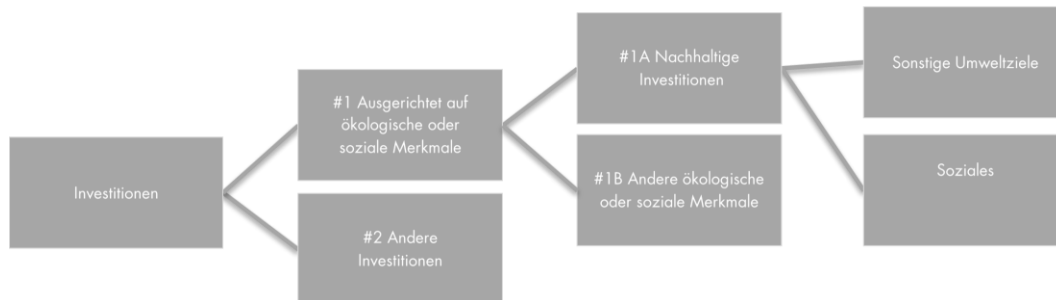 Investitionen
#1 Ausgerichtet auf
ökologische oder
soziale Merkmale
#2 Andere
Investitionen
#1A Nachhaltige
Investitionen
#1B Andere ökologische
oder soziale Merkmale
Sonstige Umweltziele
Soziales